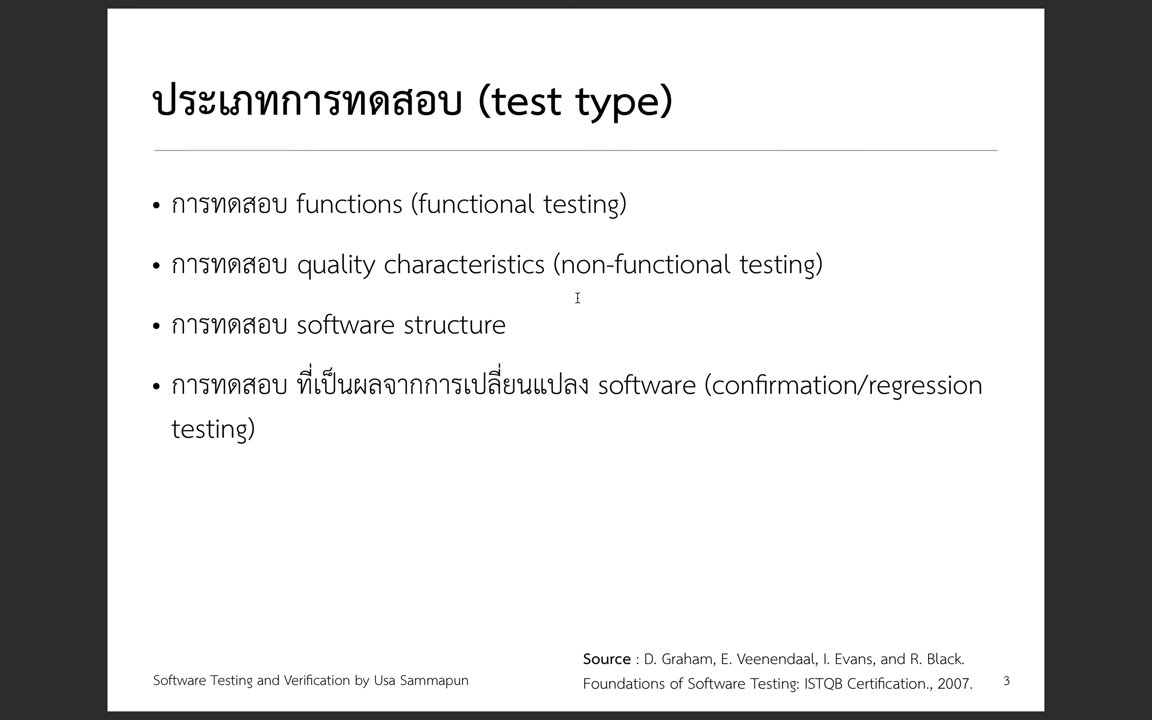 ประเภทการทดสอบ (test type)
• การทดสอบ functions (functional testing)
• การทดสอบ quality characteristics (non-functional testing)
• การทดสอบ software structure
• การทดสอบ ที่เป็นผลจากการเปลี่ยนแปลง software (confirmation/regression
testing)
Source : D. Graham, E. Veenendaal, I. Evans, and R. Black.
Foundations of Software Testing: ISTQB Certification., 2007.
Software Testing and Verification by Usa Sammapun
3